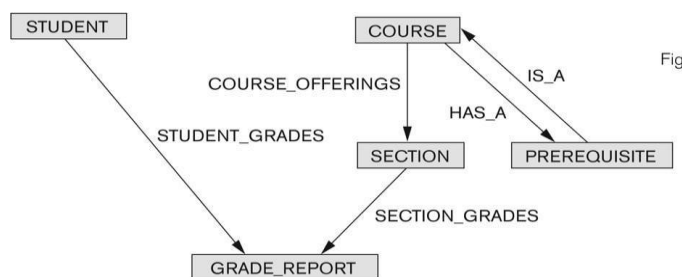 STUDENT
COURSE
Fig
COURSE_OFFERINGS
IS_A
HAS_A
STUDENT_GRADES
SECTION
PREREQUISITE
SECTION_GRADES
GRADE_REPORT